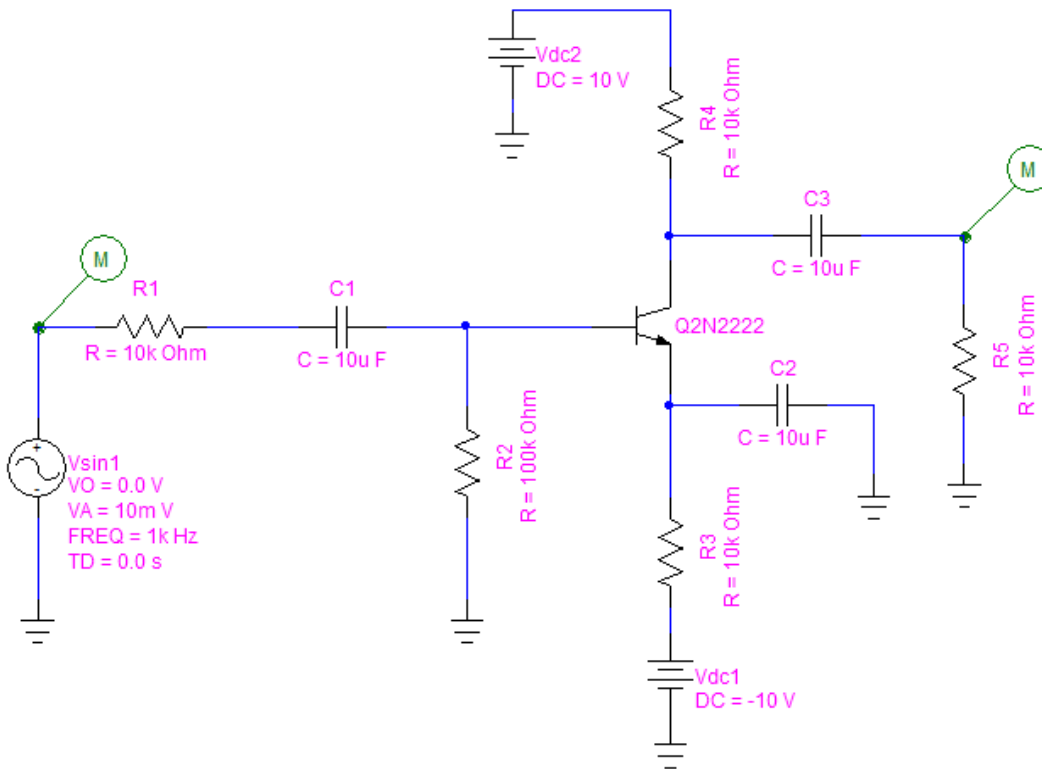 Vdc2
DC = 10 V
R4
R = 10k Ohm
M
C3
C = 10u F
M
R1
R = 10k Ohm
C1
C = 10u F
Q2N2222
C2
C = 10u F
R5
R = 10k Ohm
+
-
Vsin1
VO = 0.0 V
VA = 10m V
FREQ = 1k Hz
TD = 0.0 s
R2
R = 100k Ohm
R3
R = 10k Ohm
Vdc1
DC = -10 V